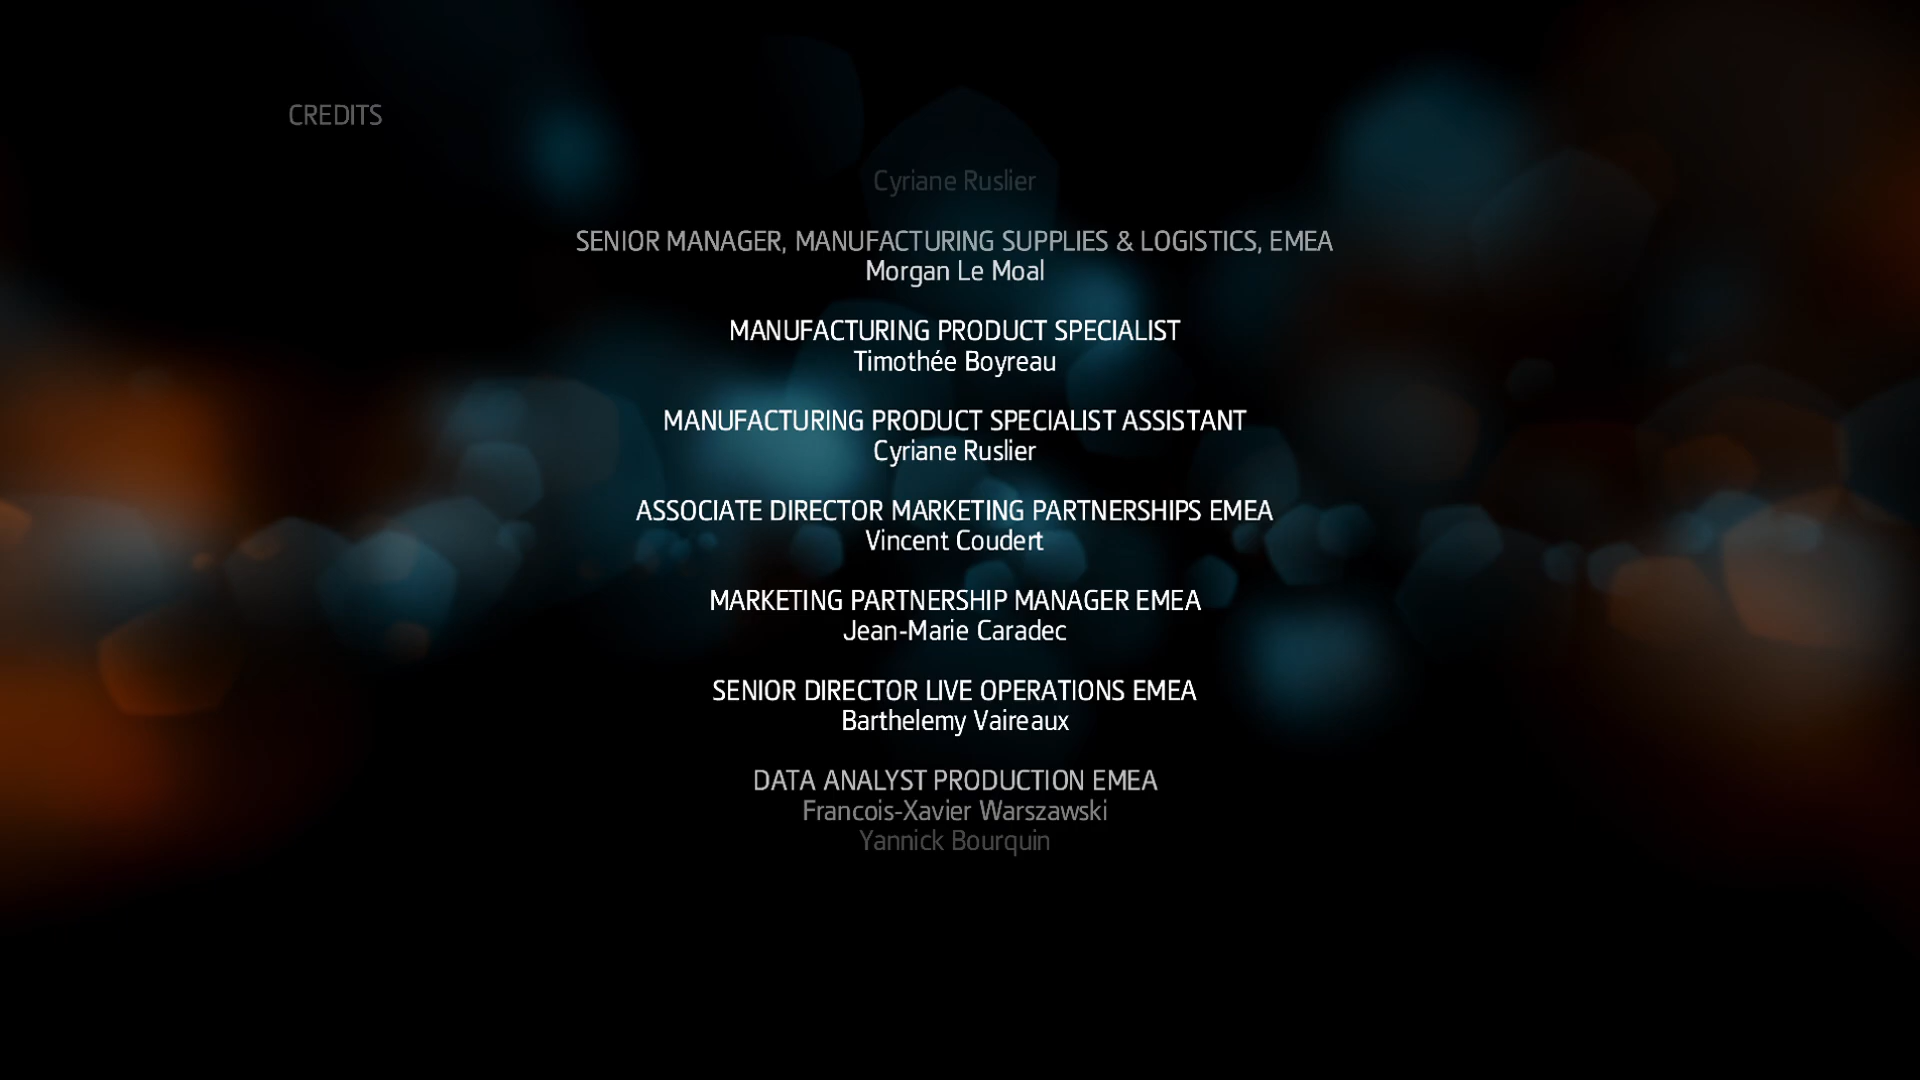 CREDITS
Cyriane Ruslier
SENIOR MANAGER, MANUFACTURING SUPPLIES & LOGISTICS, EMEA
Morgan Le Moal
MANUFACTURING PRODUCT SPECIALIST
Timothée Boyreau
MANUFACTURING PRODUCT SPECIALIST ASSISTANT
Cyriane Ruslier
ASSOCIATE DIRECTOR MARKETING PARTNERSHIPS EMEA
Vincent Coudert
MARKETING PARTNERSHIP MANAGER EMEA
Jean-Marie Caradec
SENIOR DIRECTOR LIVE OPERATIONS EMEA
Barthelemy Vaireaux
DATA ANALYST PRODUCTION EMEA
Francois-Xavier Warszawski
Yannick Bourquin